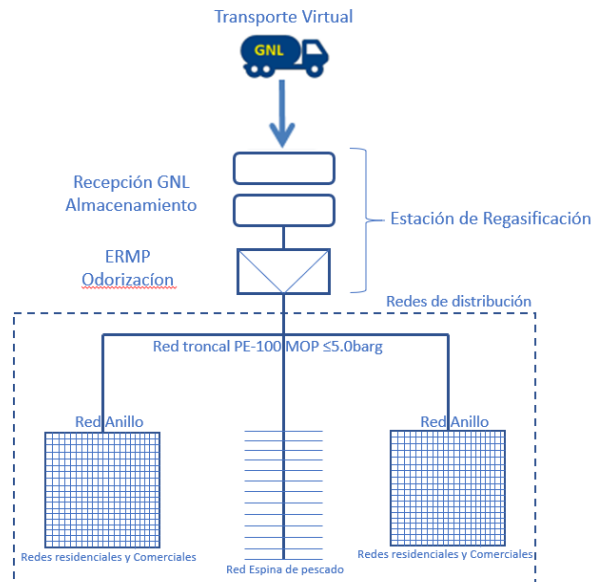 Transporte Virtual
GNL
Recepción GNL
Almacenamiento
Estación de Regasificación
ERMP
Odorizacíon
Redes de distribución
Red troncal PE-100 MOP ≤5.0barg
Red Anillo
Red Anillo
Redes residenciales y Comerciales
Red Espina de pescado
Redes residenciales y Comerciales